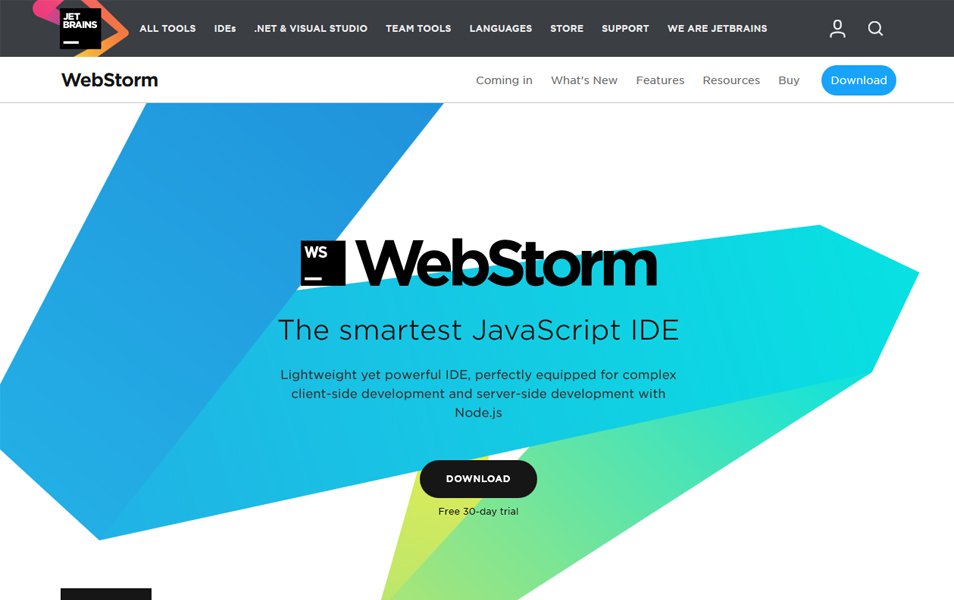 JET
BRAINS
ALL TOOLS IDEs .NET & VISUAL STUDIO TEAM TOOLS LANGUAGES STORE SUPPORT WE ARE JETBRAINS
WebStorm
Coming in What's New Features Resources Buy Download
WS WebStorm
The smartest JavaScript IDE
Lightweight yet powerful IDE, perfectly equipped for complex
client-side development and server-side development with
Node.js
DOWNLOAD
Free 30-day trial